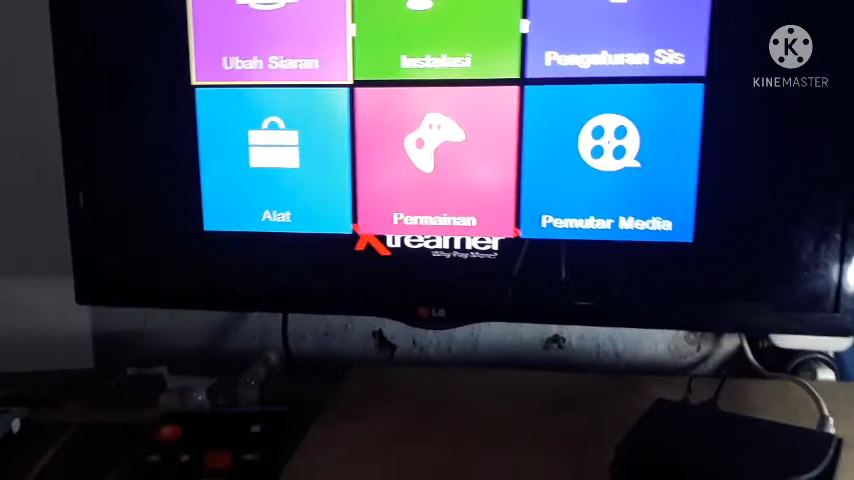 Ubah Siaran
Instalasi
Pengaturan Sis
KINEMASTER
Alat
Permainan
Pemutar Media
Xtreamer
Why Pay More?
LG